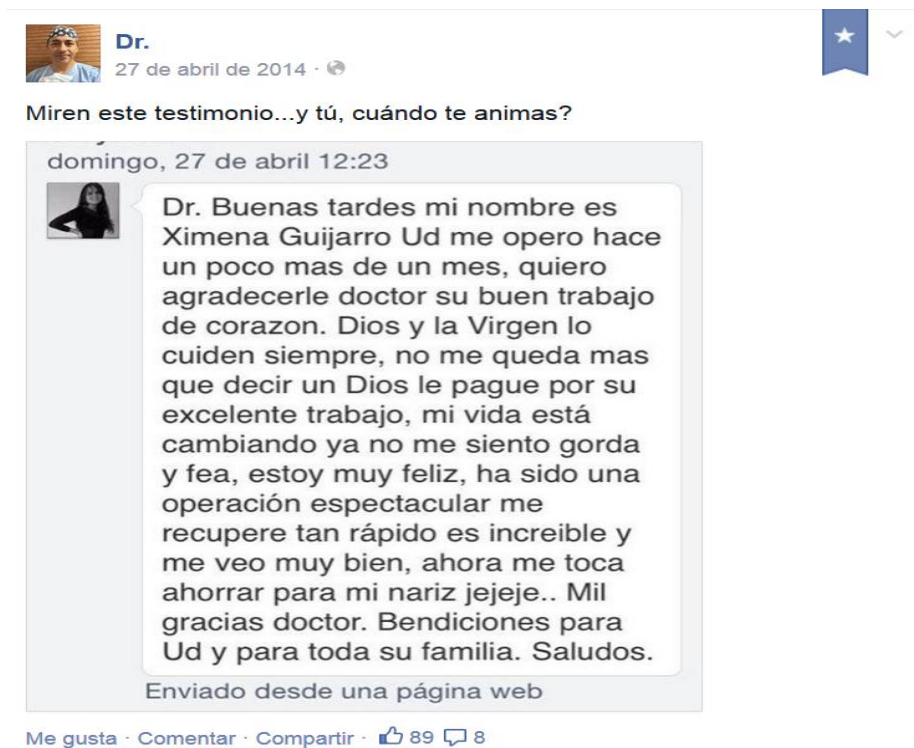 Dr.
27 de abril de 2014 ·
Miren este testimonio...y tú, cuándo te animas?
domingo, 27 de abril 12:23
Dr. Buenas tardes mi nombre es
Ximena Guijarro Ud me opero hace
un poco mas de un mes, quiero
agradecerle doctor su buen trabajo
de corazon. Dios y la Virgen lo
cuiden siempre, no me queda mas
que decir un Dios le pague por su
excelente trabajo, mi vida está
cambiando ya no me siento gorda
y fea, estoy muy feliz, ha sido una
operación espectacular me
recupere tan rápido es increible y
me veo muy bien, ahora me toca
ahorrar para mi nariz jejeje.. Mil
gracias doctor. Bendiciones para
Ud y para toda su familia. Saludos.
Enviado desde una página web
Me gusta · Comentar · Compartir · 89 8